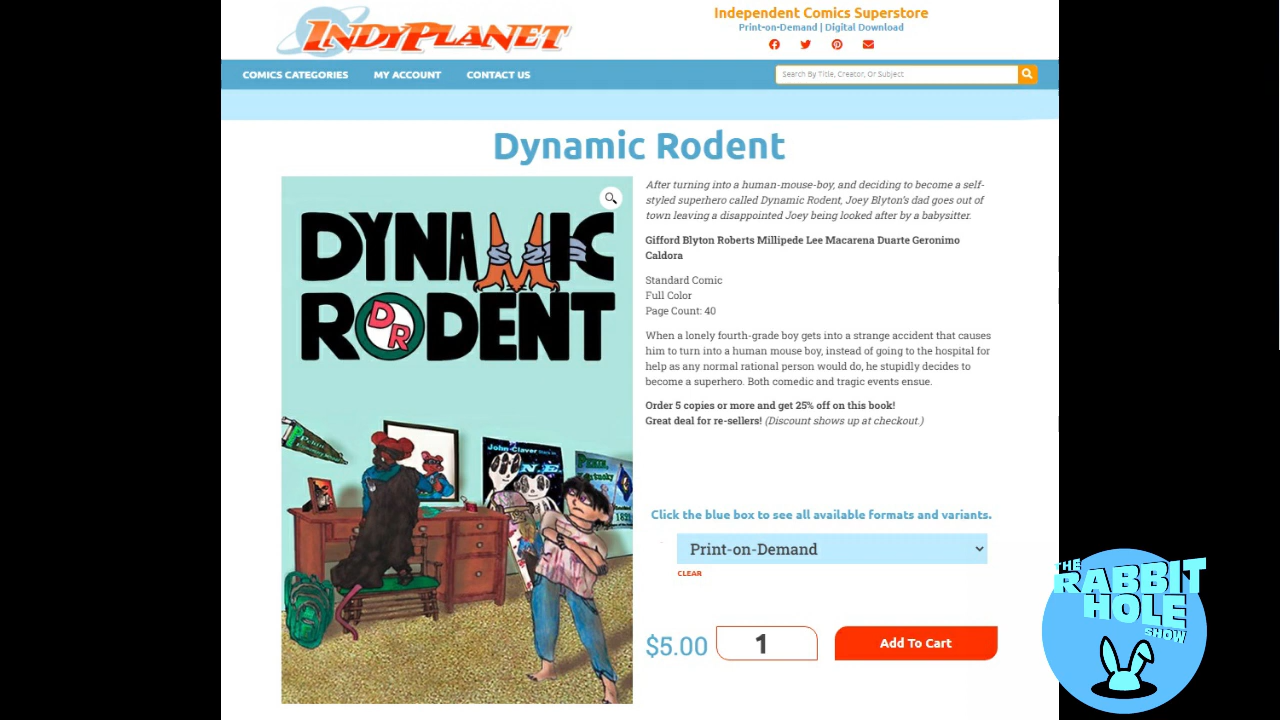 INDYPLANET
Independent Comics Superstore
Print-on-Demand | Digital Download
COMICS CATEGORIES MY ACCOUNT CONTACT US
Search By Title, Creator, Or Subject
Dynamic Rodent
After turning into a human-mouse-boy, and deciding to become a self-
styled superhero called Dynamic Rodent, Joey Blyton's dad goes out of
town leaving a disappointed Joey being looked after by a babysitter.
Gifford Blyton Roberts Millipede Lee Macarena Duarte Geronimo
Caldora
Standard Comic
Full Color
Page Count: 40
When a lonely fourth-grade boy gets into a strange accident that causes
him to turn into a human mouse boy, instead of going to the hospital for
help as any normal rational person would do, he stupidly decides to
become a superhero. Both comedic and tragic events ensue.
Order 5 copies or more and get 25% off on this book!
Great deal for re-sellers! (Discount shows up at checkout.)
Click the blue box to see all available formats and variants.
Print-on-Demand
CLEAR
$5.00 1 Add To Cart
DYNAMIC
RODENT
DR
P
John Claver
N.E.
THE
RABBIT
HOLE
SHOW